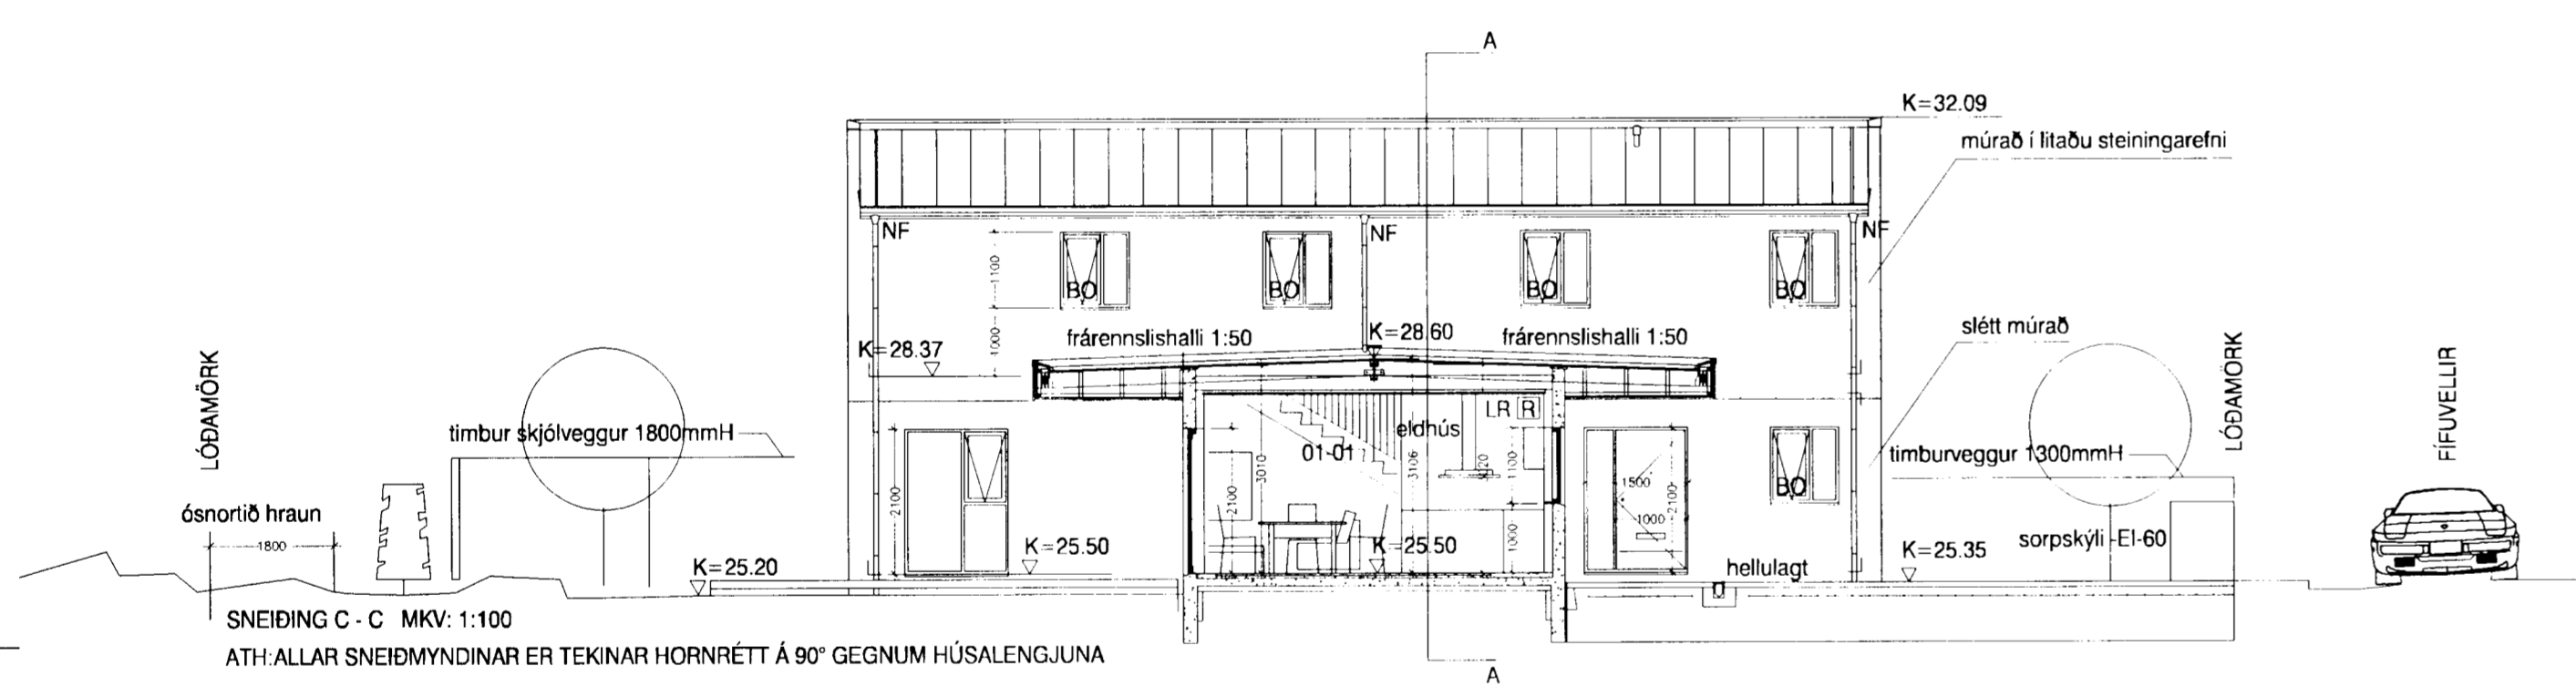 A
K=32.09
múrað í litaðu steiningarefni
NF
NF
NF
1100
BO
BO
BO
BO
1000
K=28.37
frárennslishalli 1:50
K=28.60
frárennslishalli 1:50
slétt múrað
LÓÐAMÖRK
LÓÐAMÖRK
FÍFUVELLIR
timbur skjólveggur 1800mmH
LR R
eldhús
01-01
timburveggur 1300mmH
3010
3106
1100
2100
2100
1500
2100
1000
BO
ósnortið hraun
1800
1000
K=25.50
K=25.50
K=25.20
K=25.35
sorpskýli -EI-60
hellulagt
SNEIÐING C - C MKV: 1:100
ATH:ALLAR SNEIÐMYNDINAR ER TEKINAR HORNRÉTT Á 90° GEGNUM HÚSALENGJUNA
A